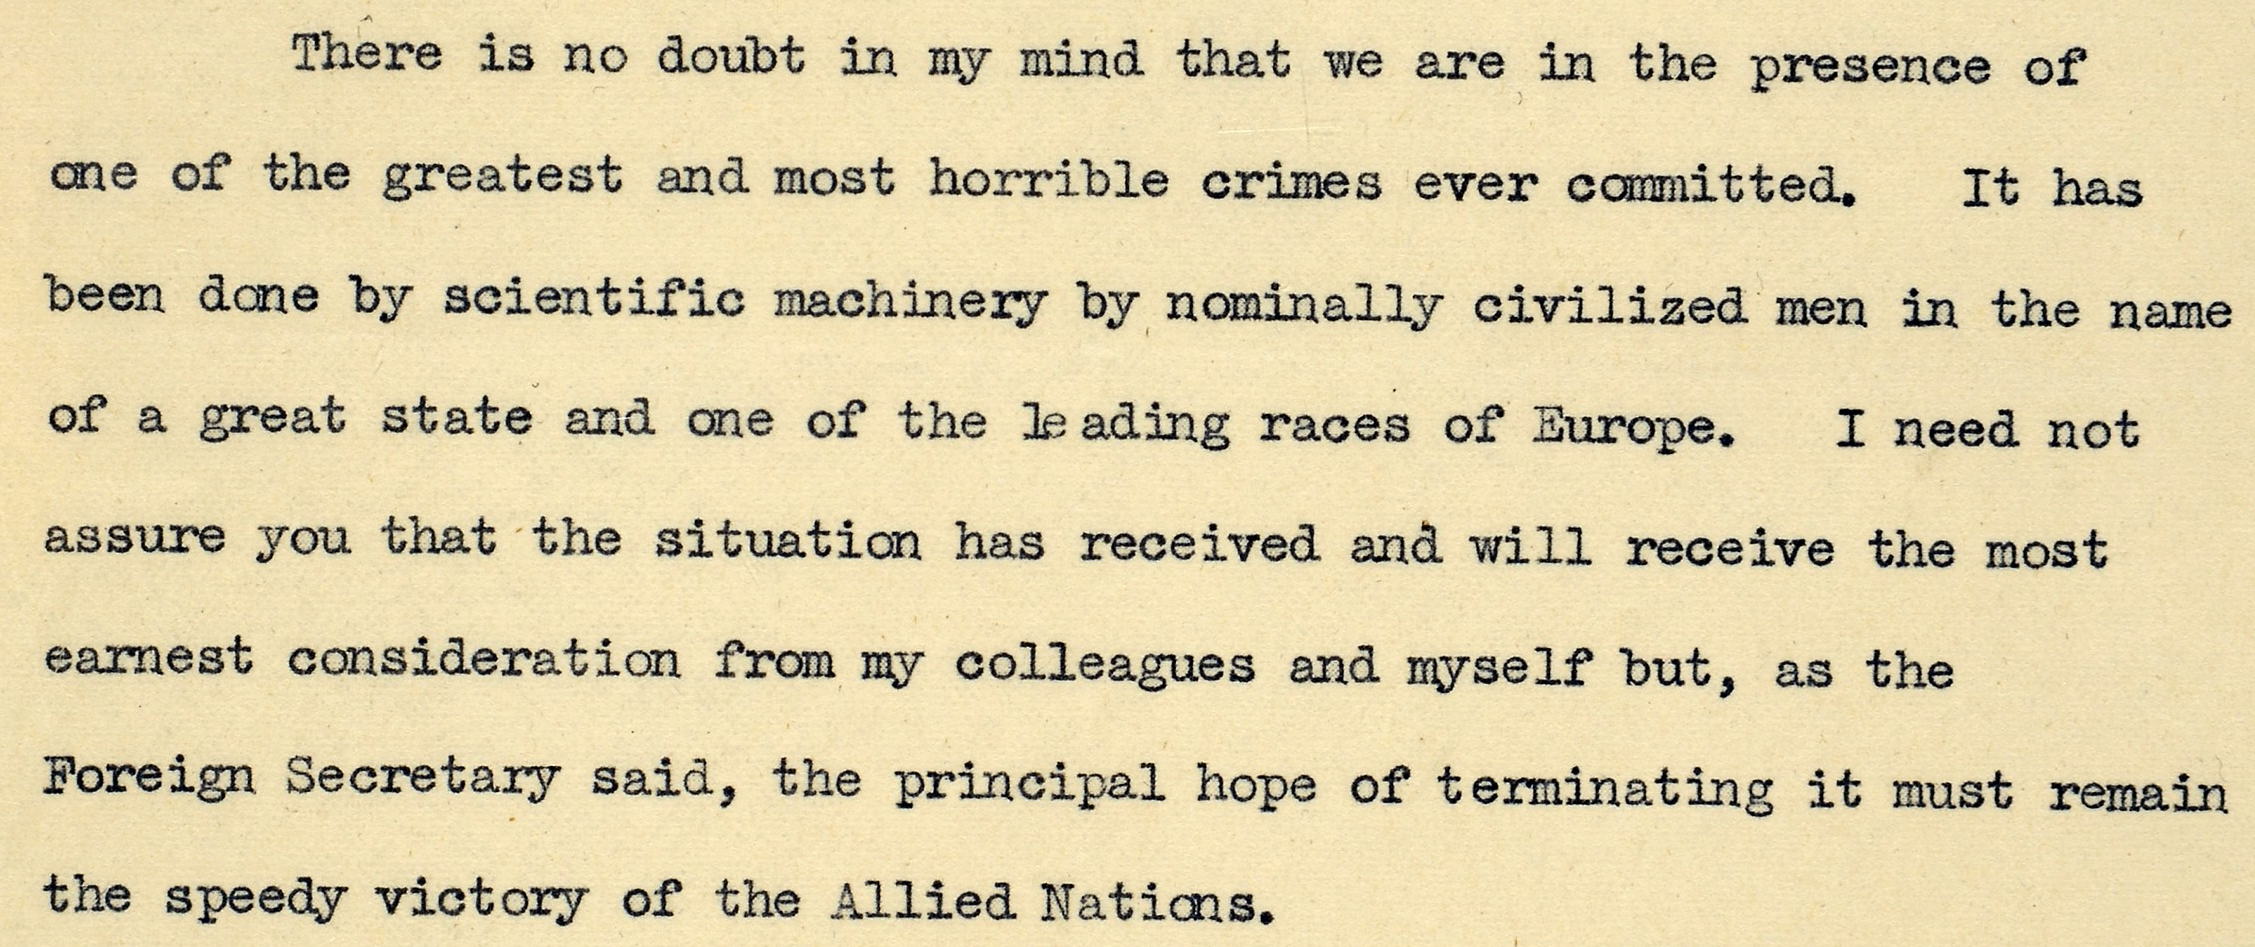 There is no doubt in my mind that we are in the presence of
one of the greatest and most horrible crimes ever committed. It has
been done by scientific machinery by nominally civilized men in the name
of a great state and one of the leading races of Europe. I need not
assure you that the situation has received and will receive the most
earnest consideration from my colleagues and myself but, as the
Foreign Secretary said, the principal hope of terminating it must remain
the speedy victory of the Allied Nations.